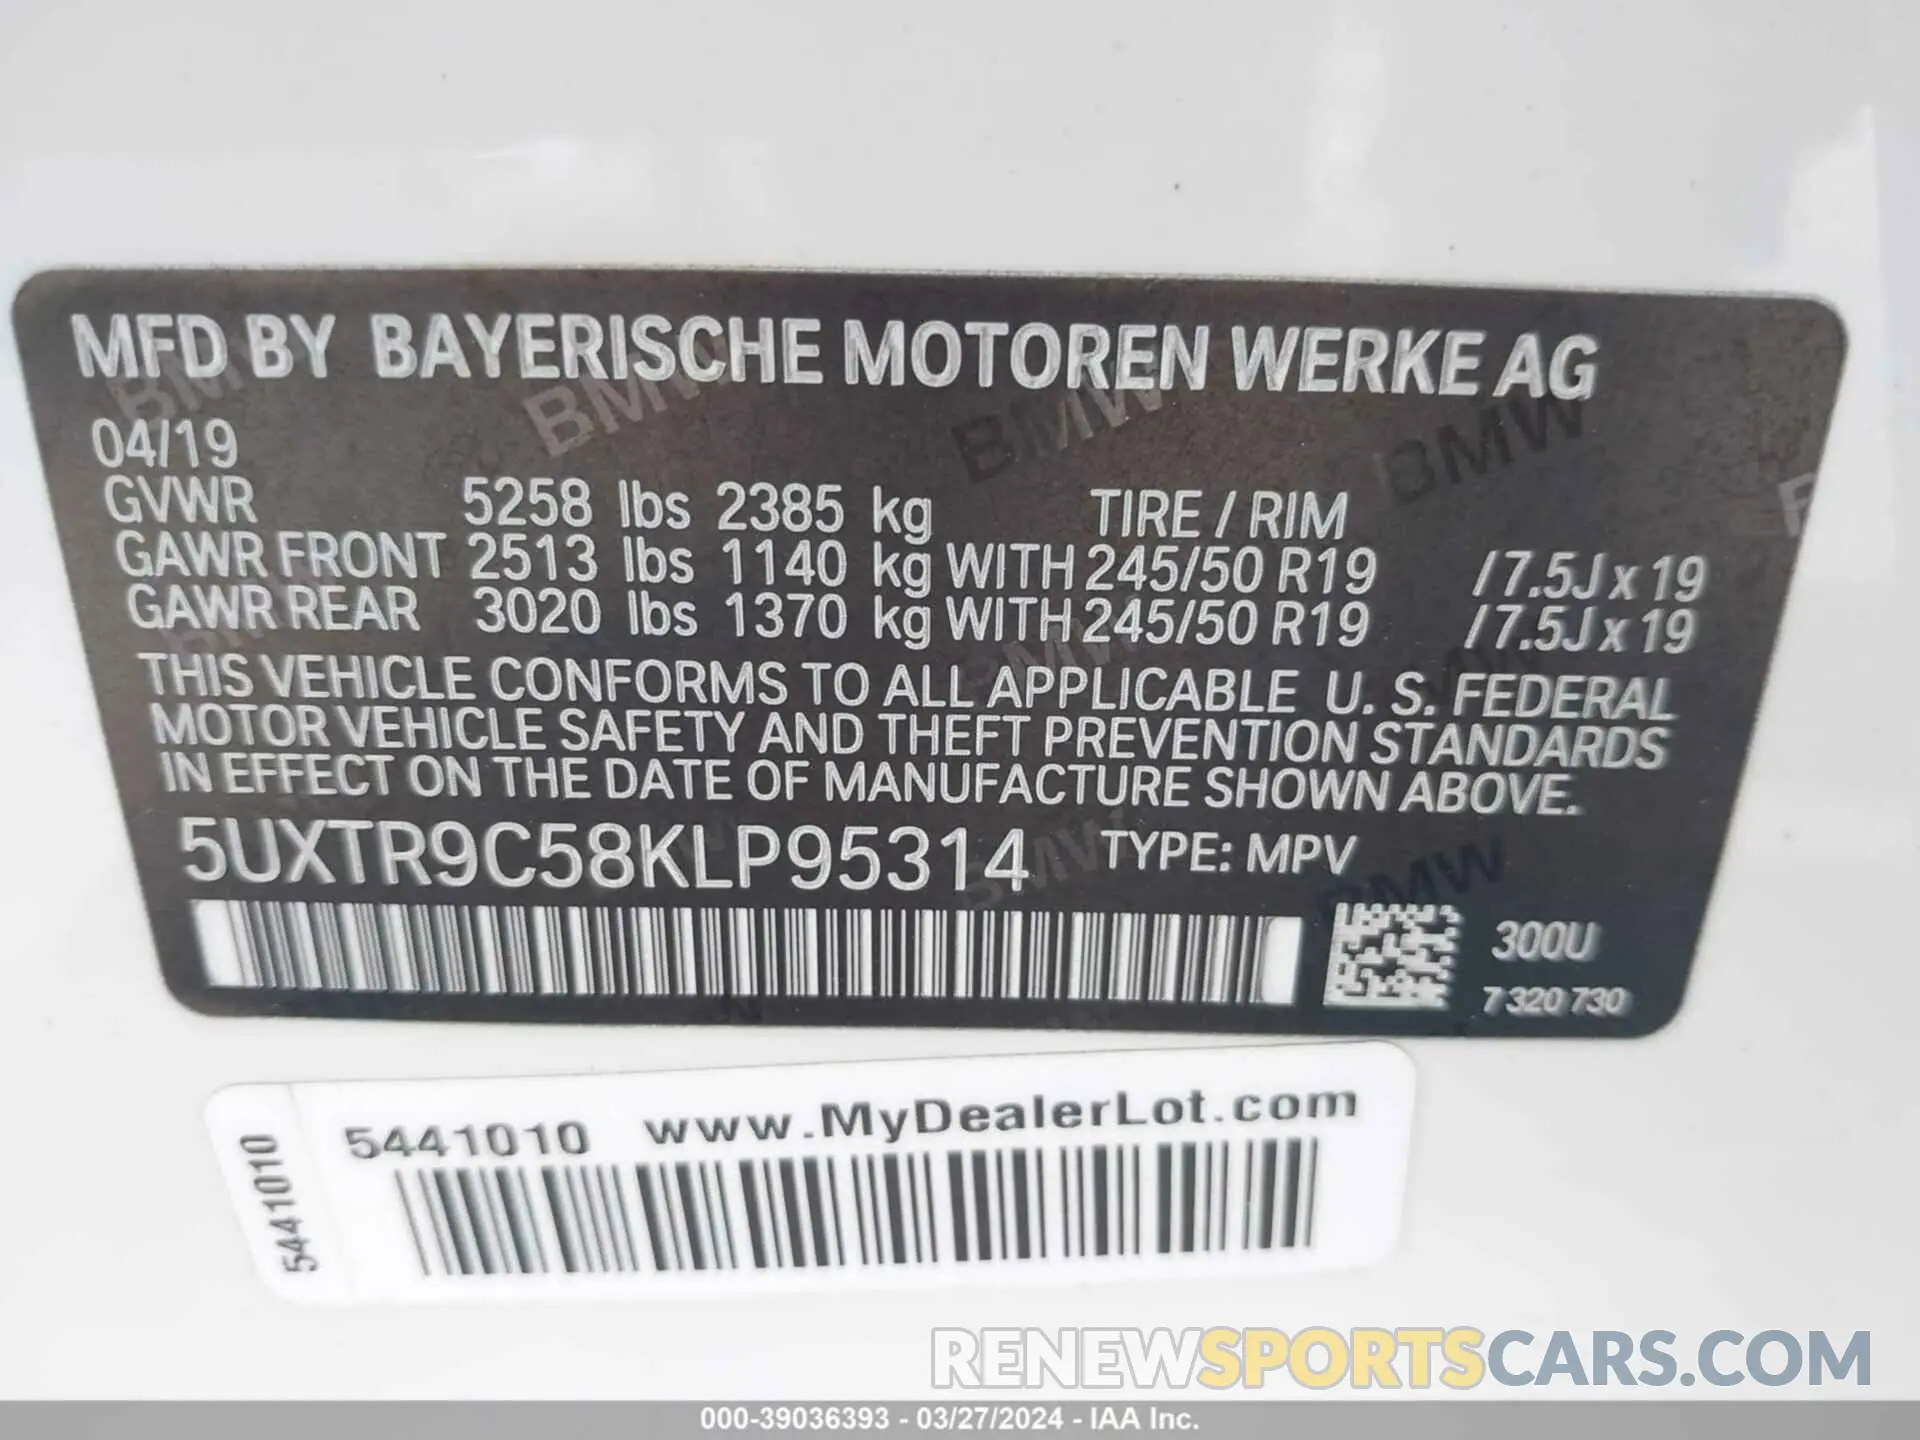 MFD BY BAYERISCHE MOTOREN WERKE AG
04/19
GVWR 5258 lbs 2385 kg TIRE / RIM
GAWR FRONT 2513 lbs 1140 kg WITH 245/50 R19 /7.5J x 19
GAWR REAR 3020 lbs 1370 kg WITH 245/50 R19 /7.5J x 19
THIS VEHICLE CONFORMS TO ALL APPLICABLE U. S. FEDERAL
MOTOR VEHICLE SAFETY AND THEFT PREVENTION STANDARDS
IN EFFECT ON THE DATE OF MANUFACTURE SHOWN ABOVE.
5UXTR9C58KLP95314 TYPE: MPV
300U
7 320 730
5441010 www.MyDealerLot.com
5441010
RENEWSPORTSCARS.COM
000-39036393 - 03/27/2024 - IAA Inc.